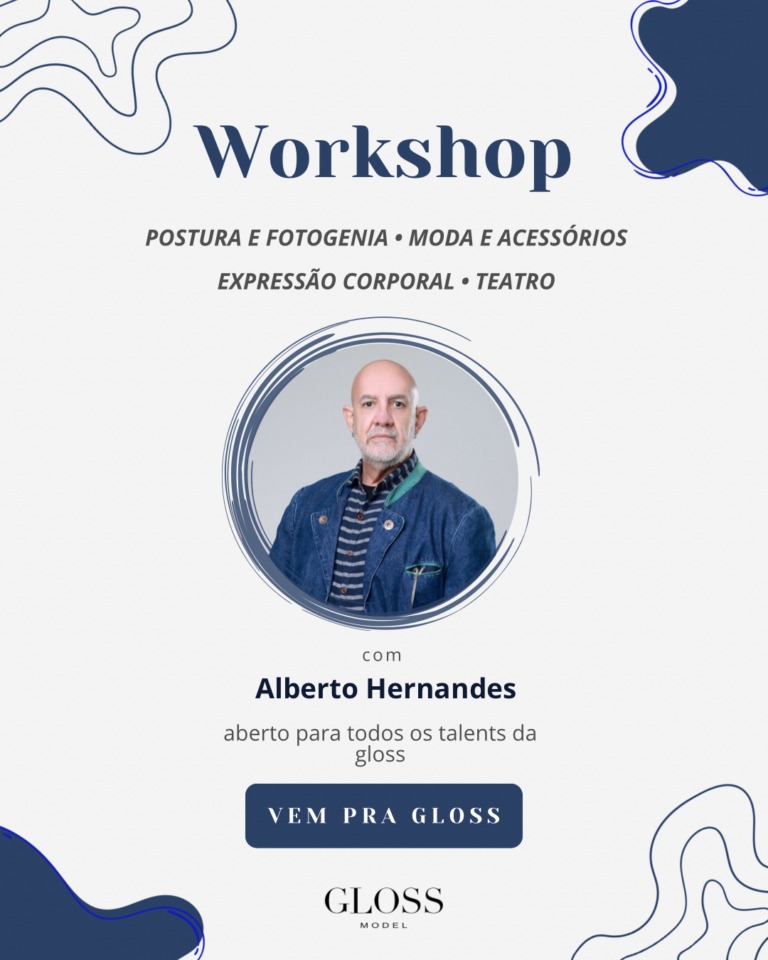 Workshop
POSTURA E FOTOGENIA • MODA E ACESSÓRIOS
EXPRESSÃO CORPORAL • TEATRO
com
Alberto Hernandes
aberto para todos os talents da
gloss
VEM PRA GLOSS
GLOSS
MODEL